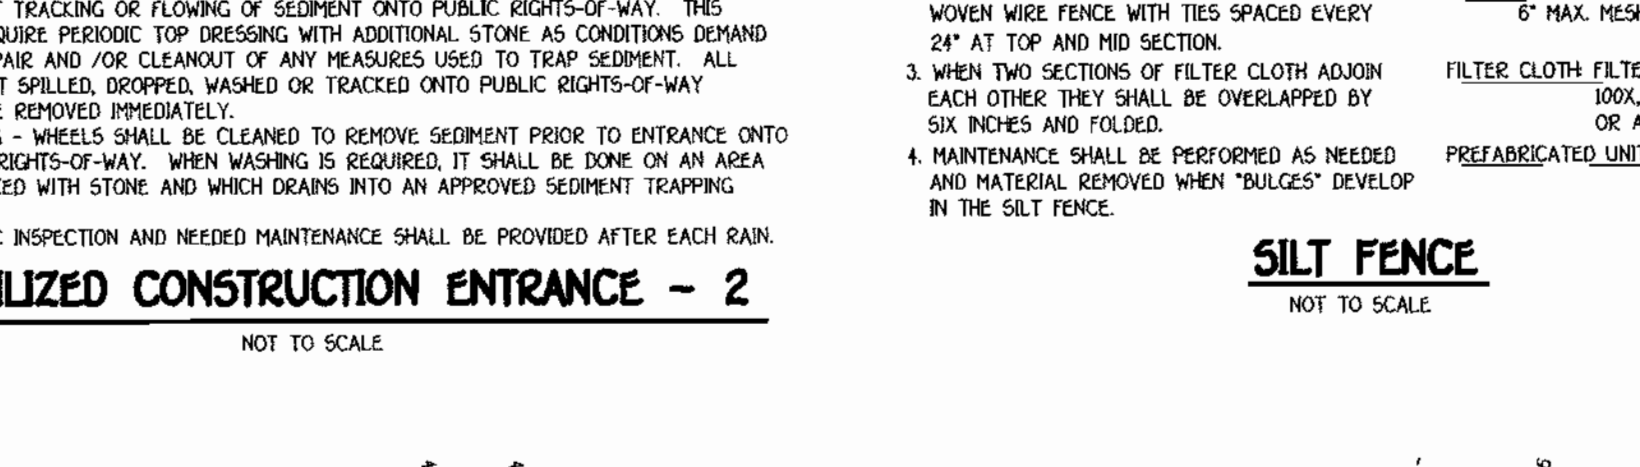 TRACKING OR FLOWING OF SEDIMENT ONTO PUBLIC RIGHTS-OF-WAY. THIS
QUIRE PERIODIC TOP DRESSING WITH ADDITIONAL STONE AS CONDITIONS DEMAND
PAIR AND /OR CLEANOUT OF ANY MEASURES USED TO TRAP SEDIMENT. ALL
T SPILLED, DROPPED, WASHED OR TRACKED ONTO PUBLIC RIGHTS-OF-WAY
REMOVED IMMEDIATELY.
- WHEELS SHALL BE CLEANED TO REMOVE SEDIMENT PRIOR TO ENTRANCE ONTO
RIGHTS-OF-WAY. WHEN WASHING IS REQUIRED, IT SHALL BE DONE ON AN AREA
ZED WITH STONE AND WHICH DRAINS INTO AN APPROVED SEDIMENT TRAPPING
INSPECTION AND NEEDED MAINTENANCE SHALL BE PROVIDED AFTER EACH RAIN.
LIZED CONSTRUCTION ENTRANCE - 2
NOT TO SCALE
WOVEN WIRE FENCE WITH TIES SPACED EVERY
24" AT TOP AND MID SECTION.
3. WHEN TWO SECTIONS OF FILTER CLOTH ADJOIN
EACH OTHER THEY SHALL BE OVERLAPPED BY
SIX INCHES AND FOLDED.
4. MAINTENANCE SHALL BE PERFORMED AS NEEDED
AND MATERIAL REMOVED WHEN "BULGES" DEVELOP
IN THE SILT FENCE.
6" MAX. MESH
FILTER CLOTH: FILTE
100X,
OR A
PREFABRICATED UNIT
SILT FENCE
NOT TO SCALE